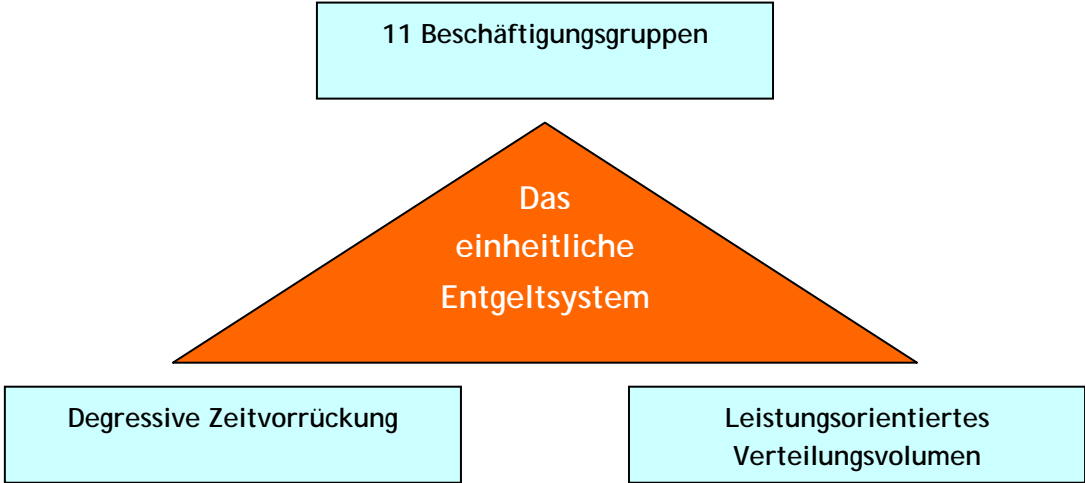 11 Beschäftigungsgruppen
Das
einheitliche
Entgeltsystem
Degressive Zeitvorrückung
Leistungsorientiertes
Verteilungsvolumen